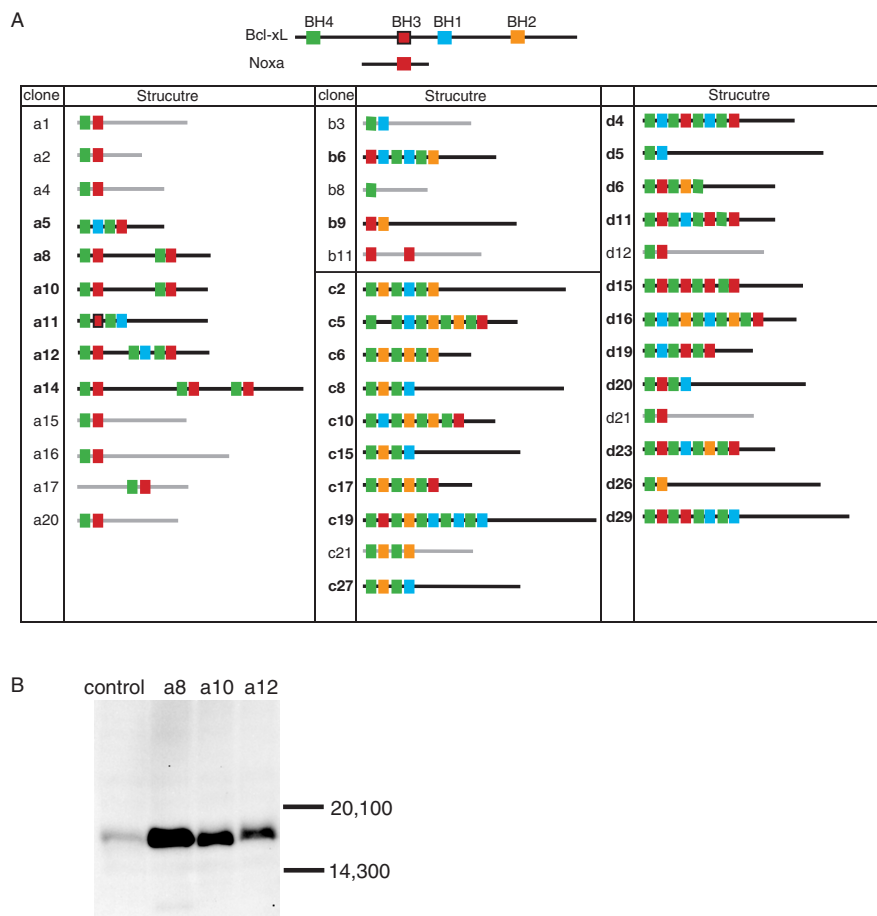 A
BH4 BH3 BH1 BH2
Bcl-xL
Noxa
clone Strucutre
a1
a2
a4
a5
a8
a10
a11
a12
a14
a15
a16
a17
a20
clone Strucutre
b3
b6
b8
b9
b11
c2
c5
c6
c8
c10
c15
c17
c19
c21
c27
Strucutre
d4
d5
d6
d11
d12
d15
d16
d19
d20
d21
d23
d26
d29
B
control a8 a10 a12
20,100
14,300